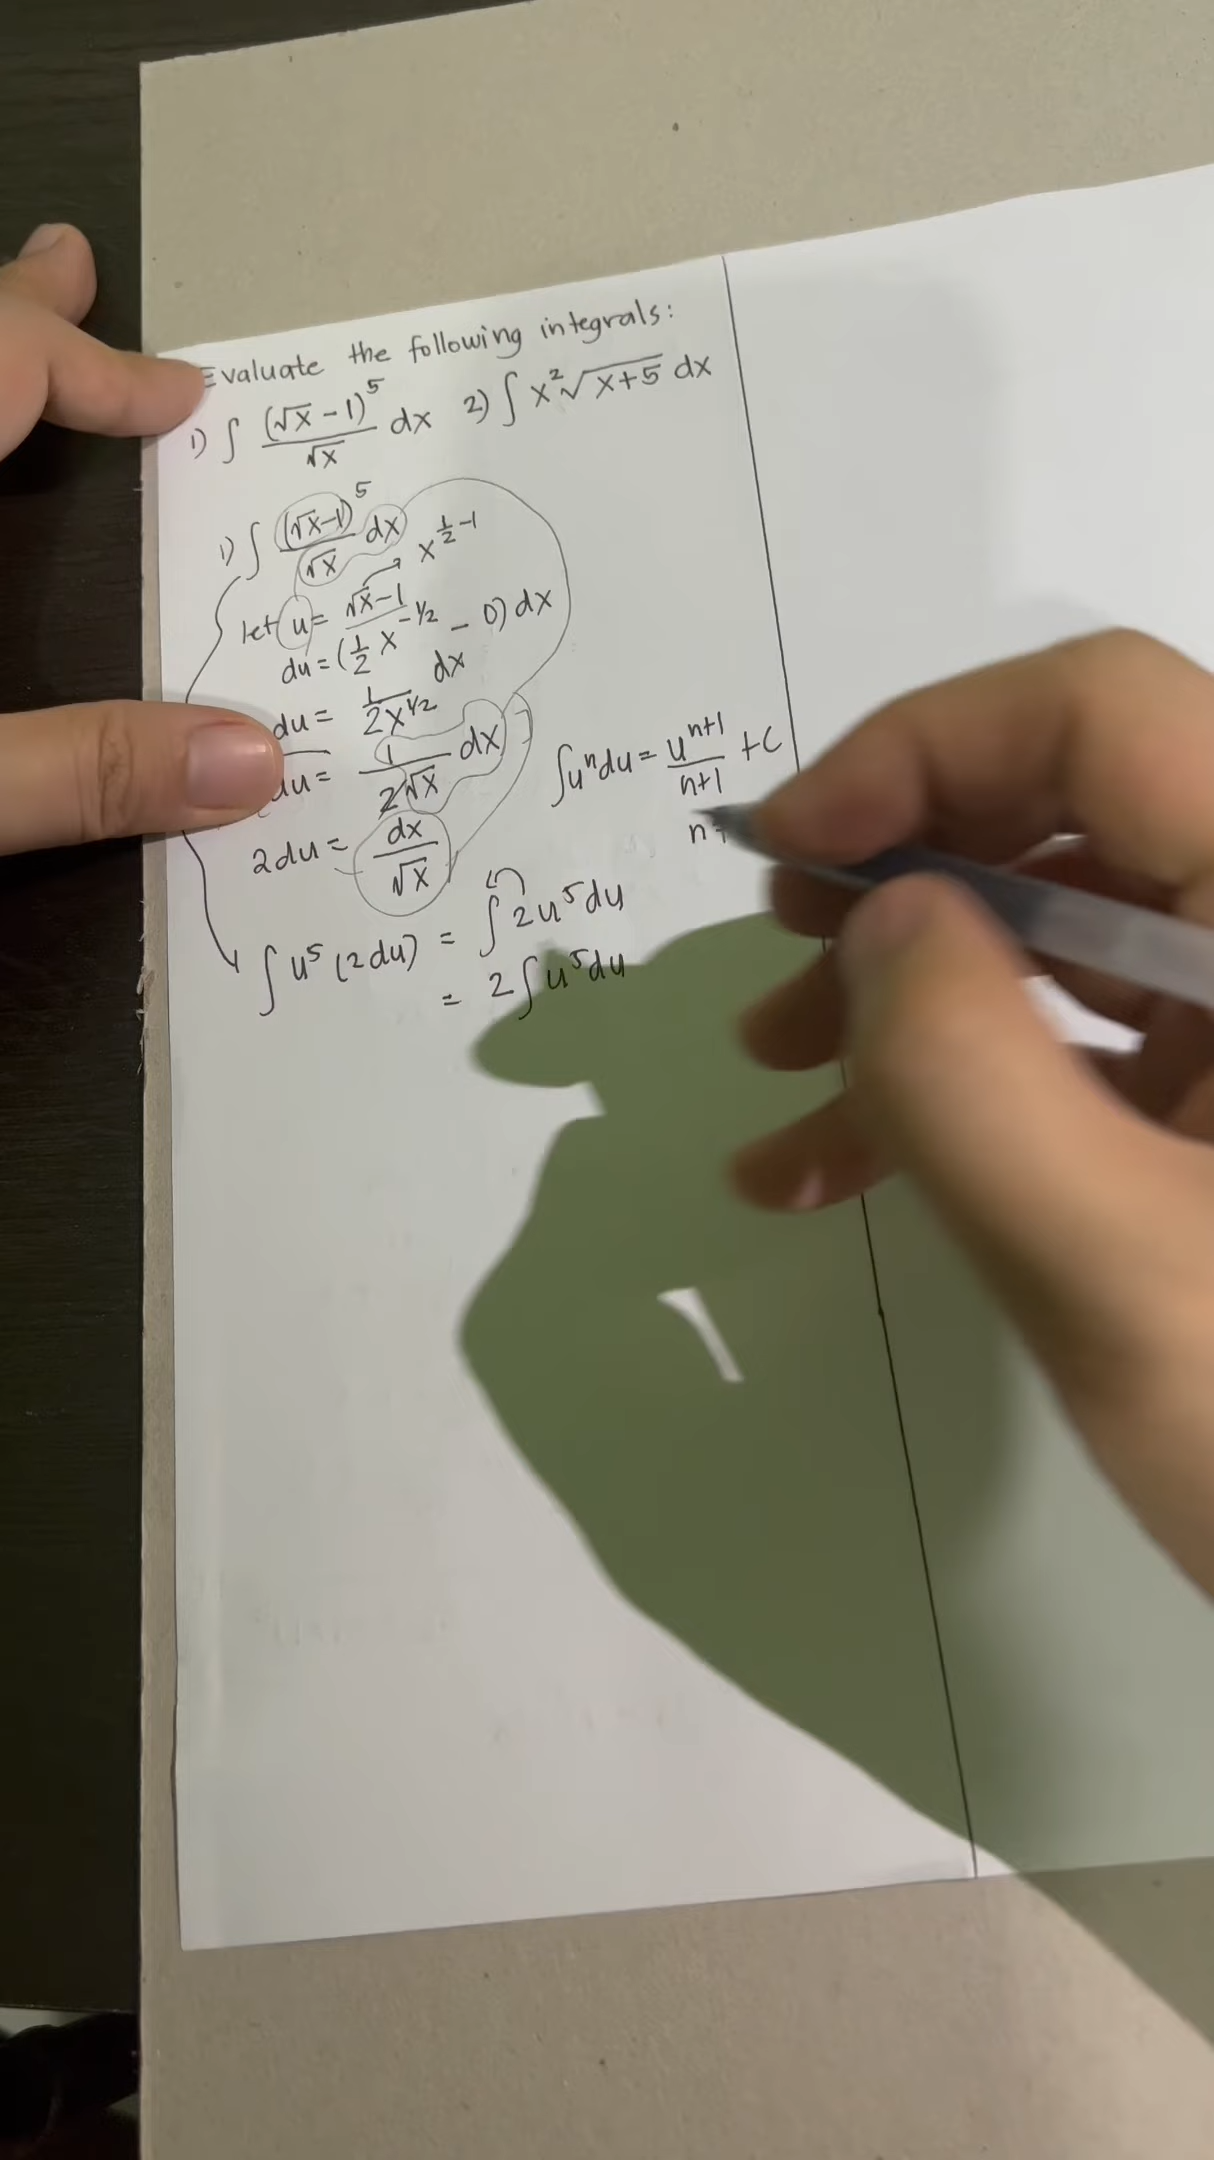 Evaluate the following integrals:
1) ∫ (√x - 1)^5 / √x dx 2) ∫ x^2 √(x+5) dx
1) ∫ (√x-1)^5 / √x dx
let u = √x-1 → x^(1/2 -1)
du = (1/2 x^(-1/2) - 0) dx
du = 1/(2x^(1/2)) dx
du = 1/(2√x) dx
∫u^n du = u^(n+1)/(n+1) + C
n
2du = dx/√x
∫ u^5 (2du) = ∫ 2u^5 du
= 2∫ u^5 du